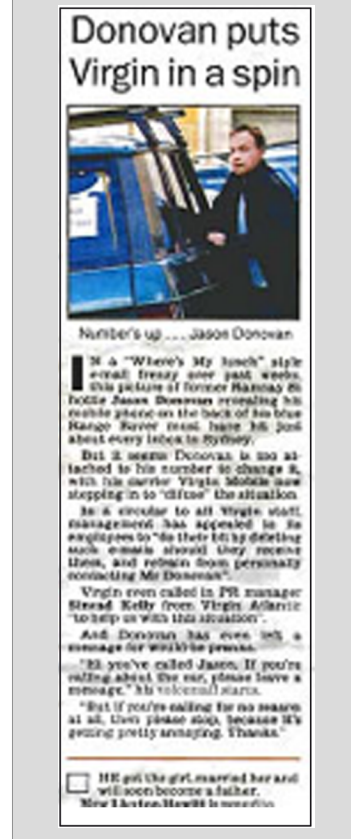 Donovan puts
Virgin in a spin
Number's up .... Jason Donovan
IN a "Where's My lunch" style
e-mail frenzy over past weeks,
this picture of former Ramsay St
hottie Jason Donovan revealing his
mobile phone on the back of his blue
Range Rover must have hit just
about every inbox in Sydney.
But it seems Donovan is too at-
tached to his number to change it,
with his carrier Virgin Mobile now
stepping in to "difuse" the situation
In a circular to all Virgin staff,
management has appealed to its
employees to "do their bit by deleting
such e-mails should they receive
them, and refrain from personally
contacting Mr Donovan".
Virgin even called in PR manager
Sinead Kelly from Virgin Atlantic
"to help us with this situation".
And Donovan has even left a
message for would be pranks.
"Hi you've called Jason. If you're
calling about the car, please leave a
message," his voicemail starts.
"But if you're calling for no reason
at all, then please stop, because it's
getting pretty annoying. Thanks."
HE got the girl, married her and
will soon become a father.
Now Lleyton Hewitt is